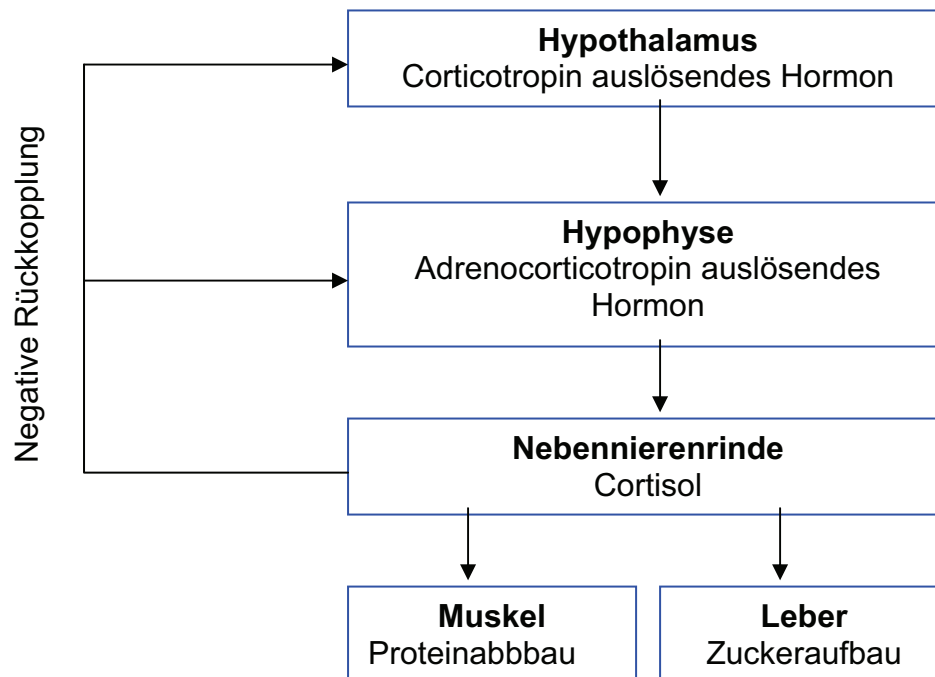 Hypothalamus
Corticotropin auslösendes Hormon
Negative Rückkopplung
Hypophyse
Adrenocorticotropin auslösendes
Hormon
Nebennierenrinde
Cortisol
Muskel
Proteinabbbau
Leber
Zuckeraufbau